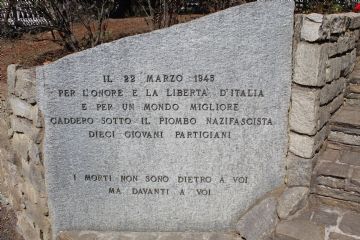 IL 22 MARZO 1945
PER L'ONORE E LA LIBERTA' D'ITALIA
E PER UN MONDO MIGLIORE
CADDERO SOTTO IL PIOMBO NAZIFASCISTA
DIECI GIOVANI PARTIGIANI
I MORTI NON SONO DIETRO A VOI
MA DAVANTI A VOI